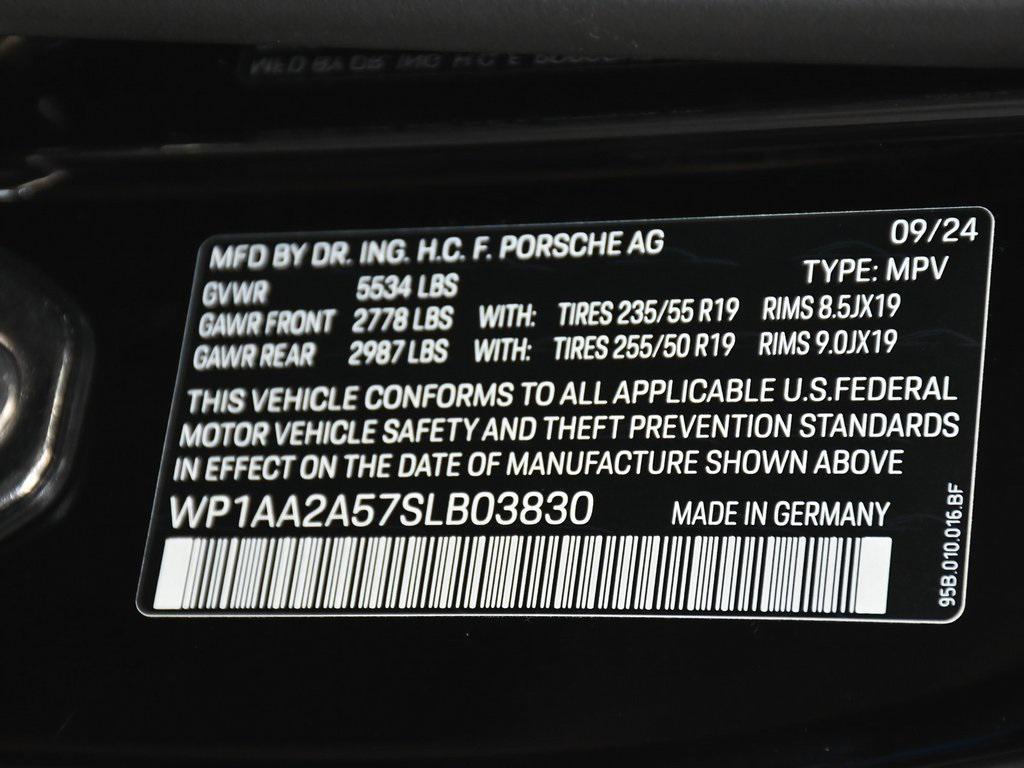 MFD BY DR. ING. H.C. F. PORSCHE AG 09/24
TYPE: MPV
GVWR 5534 LBS
GAWR FRONT 2778 LBS WITH: TIRES 235/55 R19 RIMS 8.5JX19
GAWR REAR 2987 LBS WITH: TIRES 255/50 R19 RIMS 9.0JX19
THIS VEHICLE CONFORMS TO ALL APPLICABLE U.S.FEDERAL
MOTOR VEHICLE SAFETY AND THEFT PREVENTION STANDARDS
IN EFFECT ON THE DATE OF MANUFACTURE SHOWN ABOVE
WP1AA2A57SLB03830 MADE IN GERMANY
95B.010.016.BF